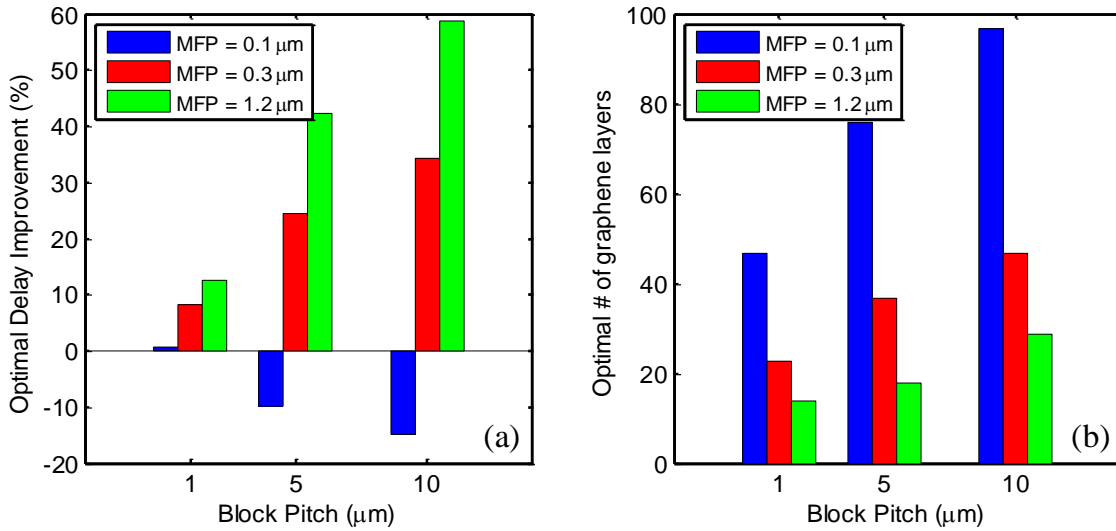 Optimal Delay Improvement (%)
60
50
40
30
20
10
0
-10
-20
MFP = 0.1 μm
MFP = 0.3 μm
MFP = 1.2 μm
(a)
1 5 10
Block Pitch (μm)
Optimal # of graphene layers
100
80
60
40
20
0
MFP = 0.1 μm
MFP = 0.3 μm
MFP = 1.2 μm
(b)
1 5 10
Block Pitch (μm)